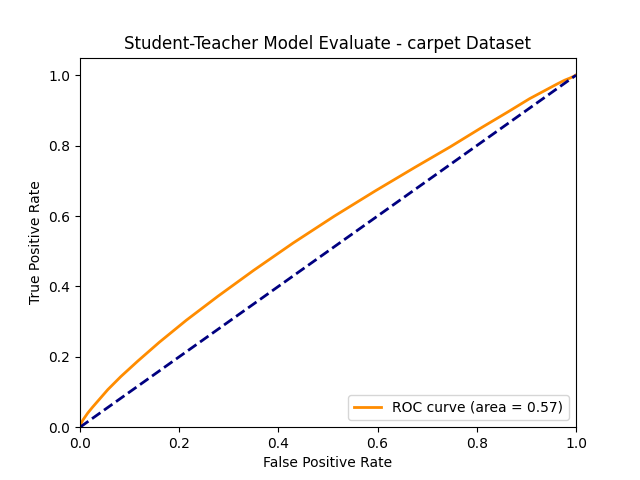 Student-Teacher Model Evaluate - carpet Dataset
True Positive Rate
1.0
0.8
0.6
0.4
0.2
0.0
ROC curve (area = 0.57)
0.0 0.2 0.4 0.6 0.8 1.0
False Positive Rate